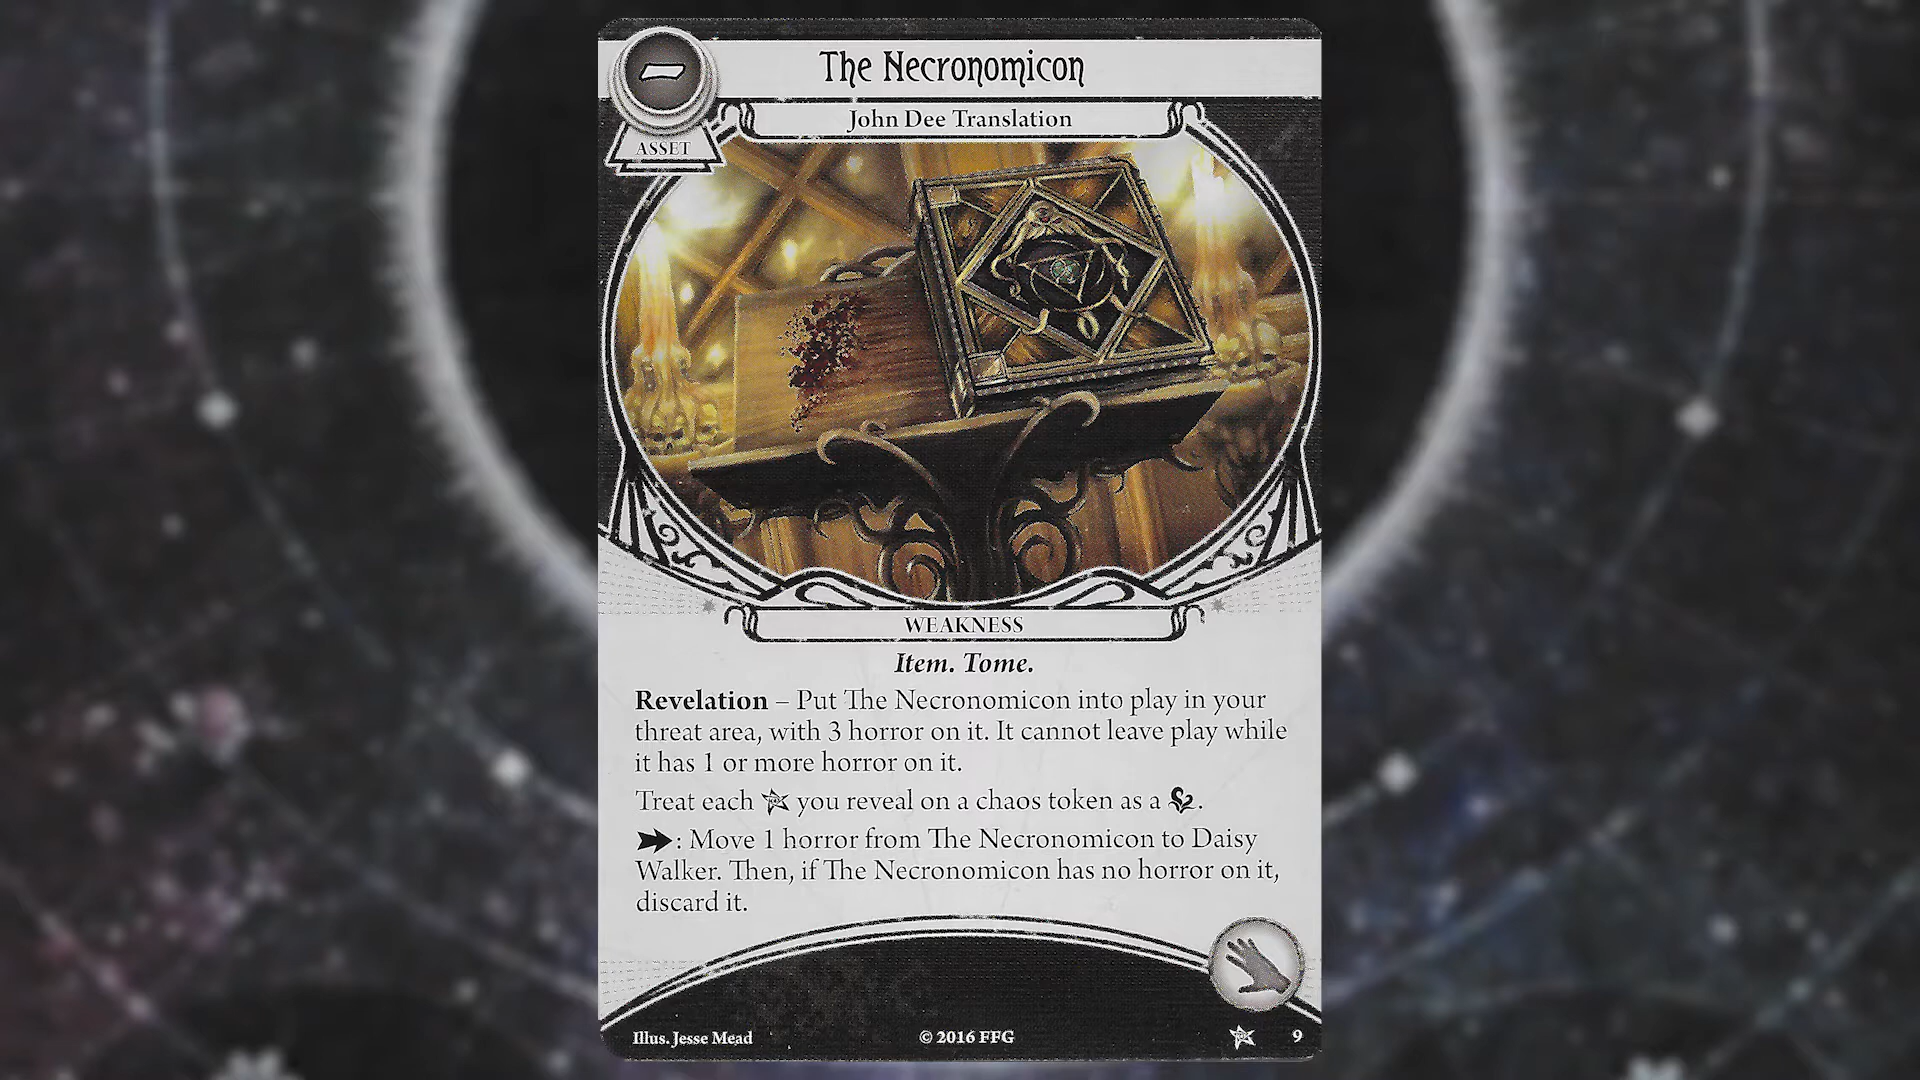 The Necronomicon
John Dee Translation
ASSET
WEAKNESS
Item. Tome.
Revelation – Put The Necronomicon into play in your
threat area, with 3 horror on it. It cannot leave play while
it has 1 or more horror on it.
Treat each you reveal on a chaos token as a .
: Move 1 horror from The Necronomicon to Daisy
Walker. Then, if The Necronomicon has no horror on it,
discard it.
Illus. Jesse Mead
© 2016 FFG
9